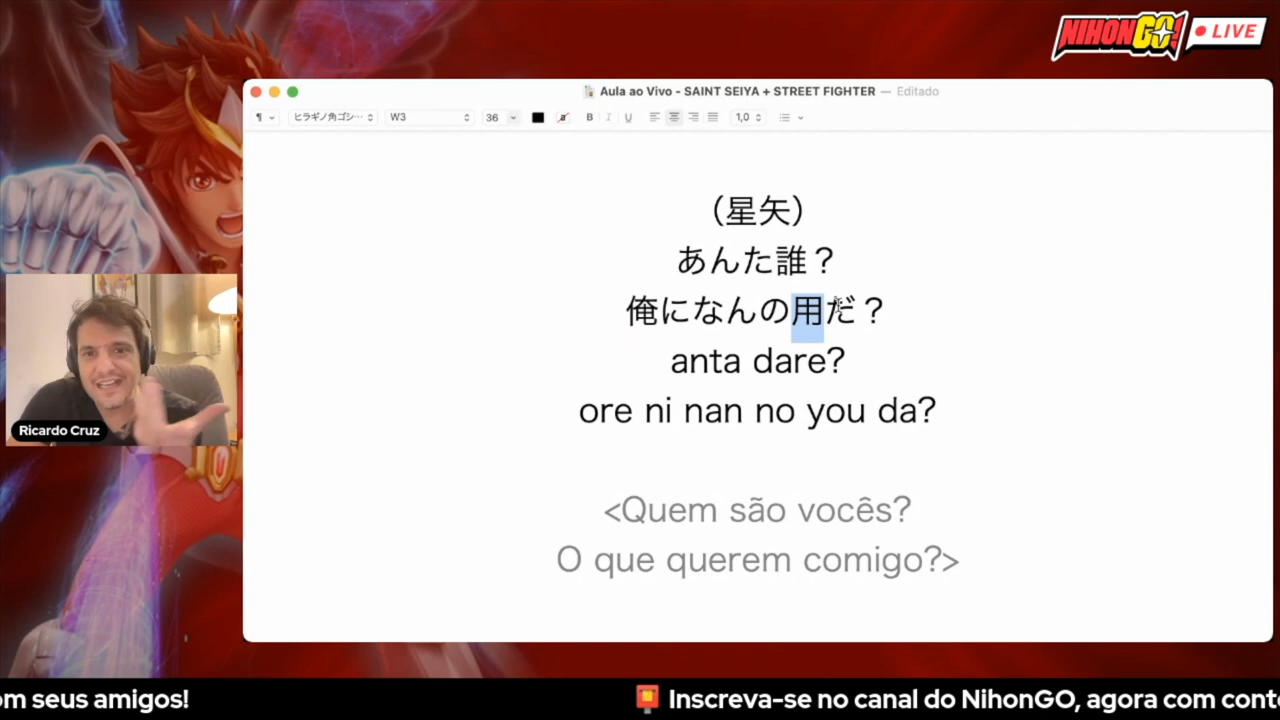 NIHONGO! LIVE
Aula ao Vivo - SAINT SEIYA + STREET FIGHTER — Editado
ヒラギノ角ゴシ… W3 36 a B I U 1,0
（星矢）
あんた誰？
俺になんの用だ？
anta dare?
ore ni nan no you da?
<Quem são vocês?
O que querem comigo?>
Ricardo Cruz
om seus amigos! Inscreva-se no canal do NihonGO, agora com conte